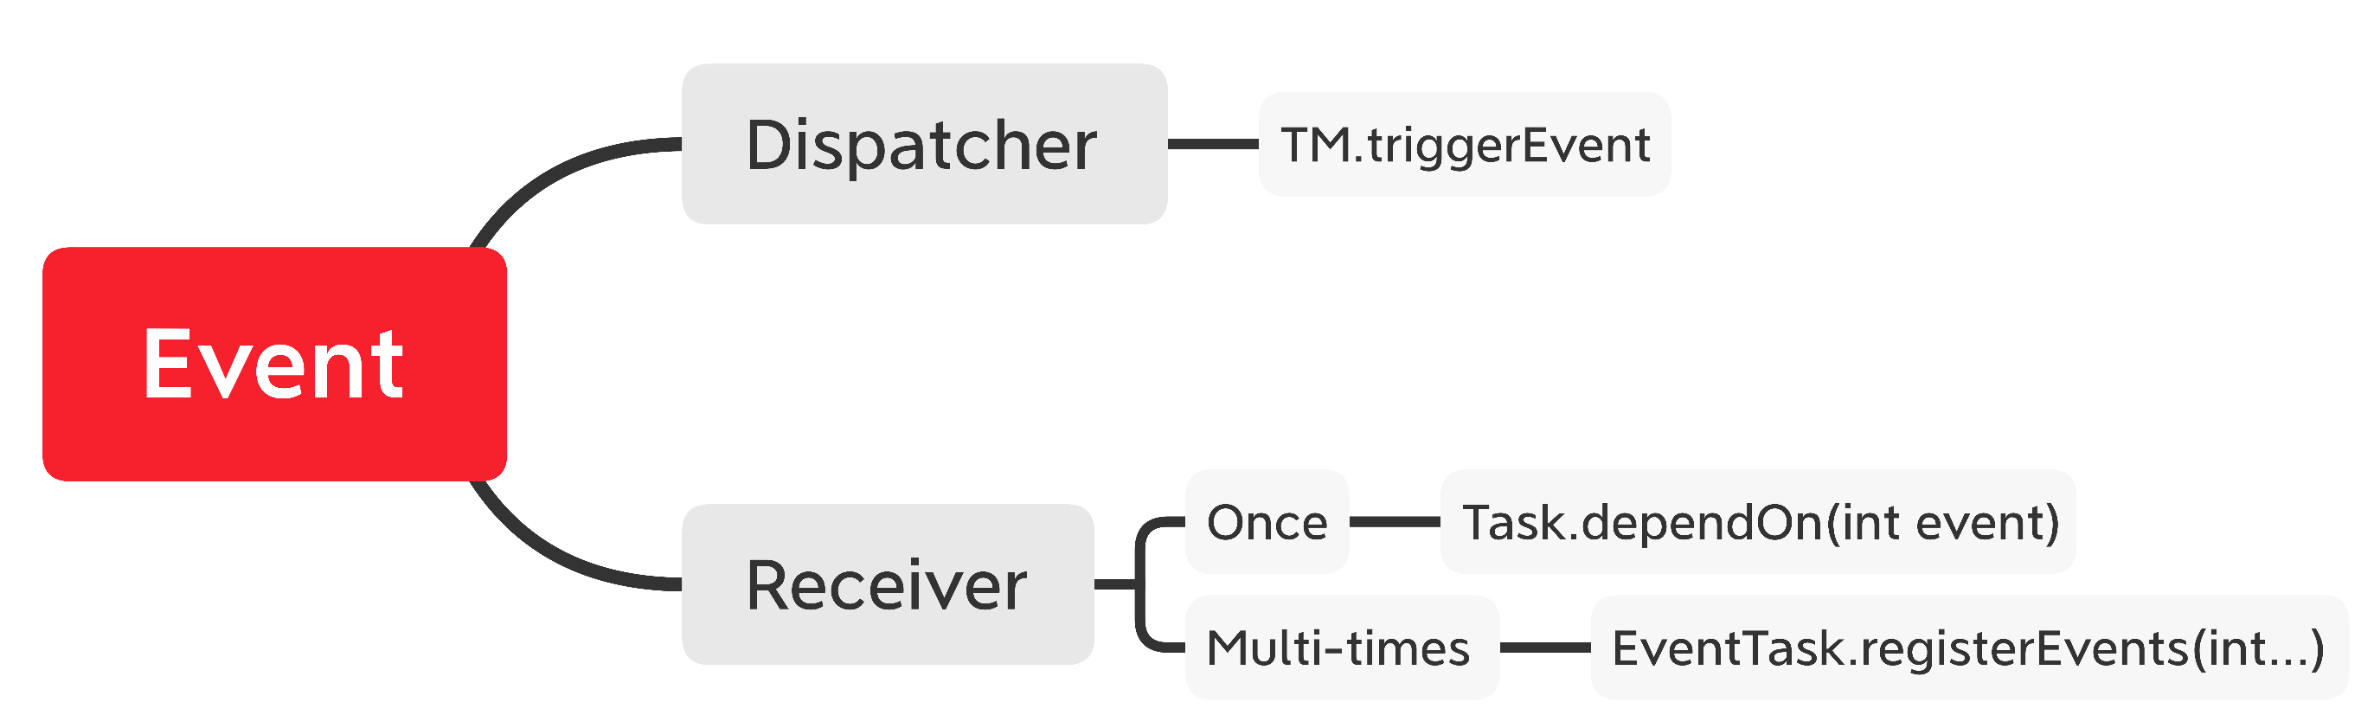 Event
Dispatcher
TM.triggerEvent
Receiver
Once
Task.dependOn(int event)
Multi-times
EventTask.registerEvents(int...)